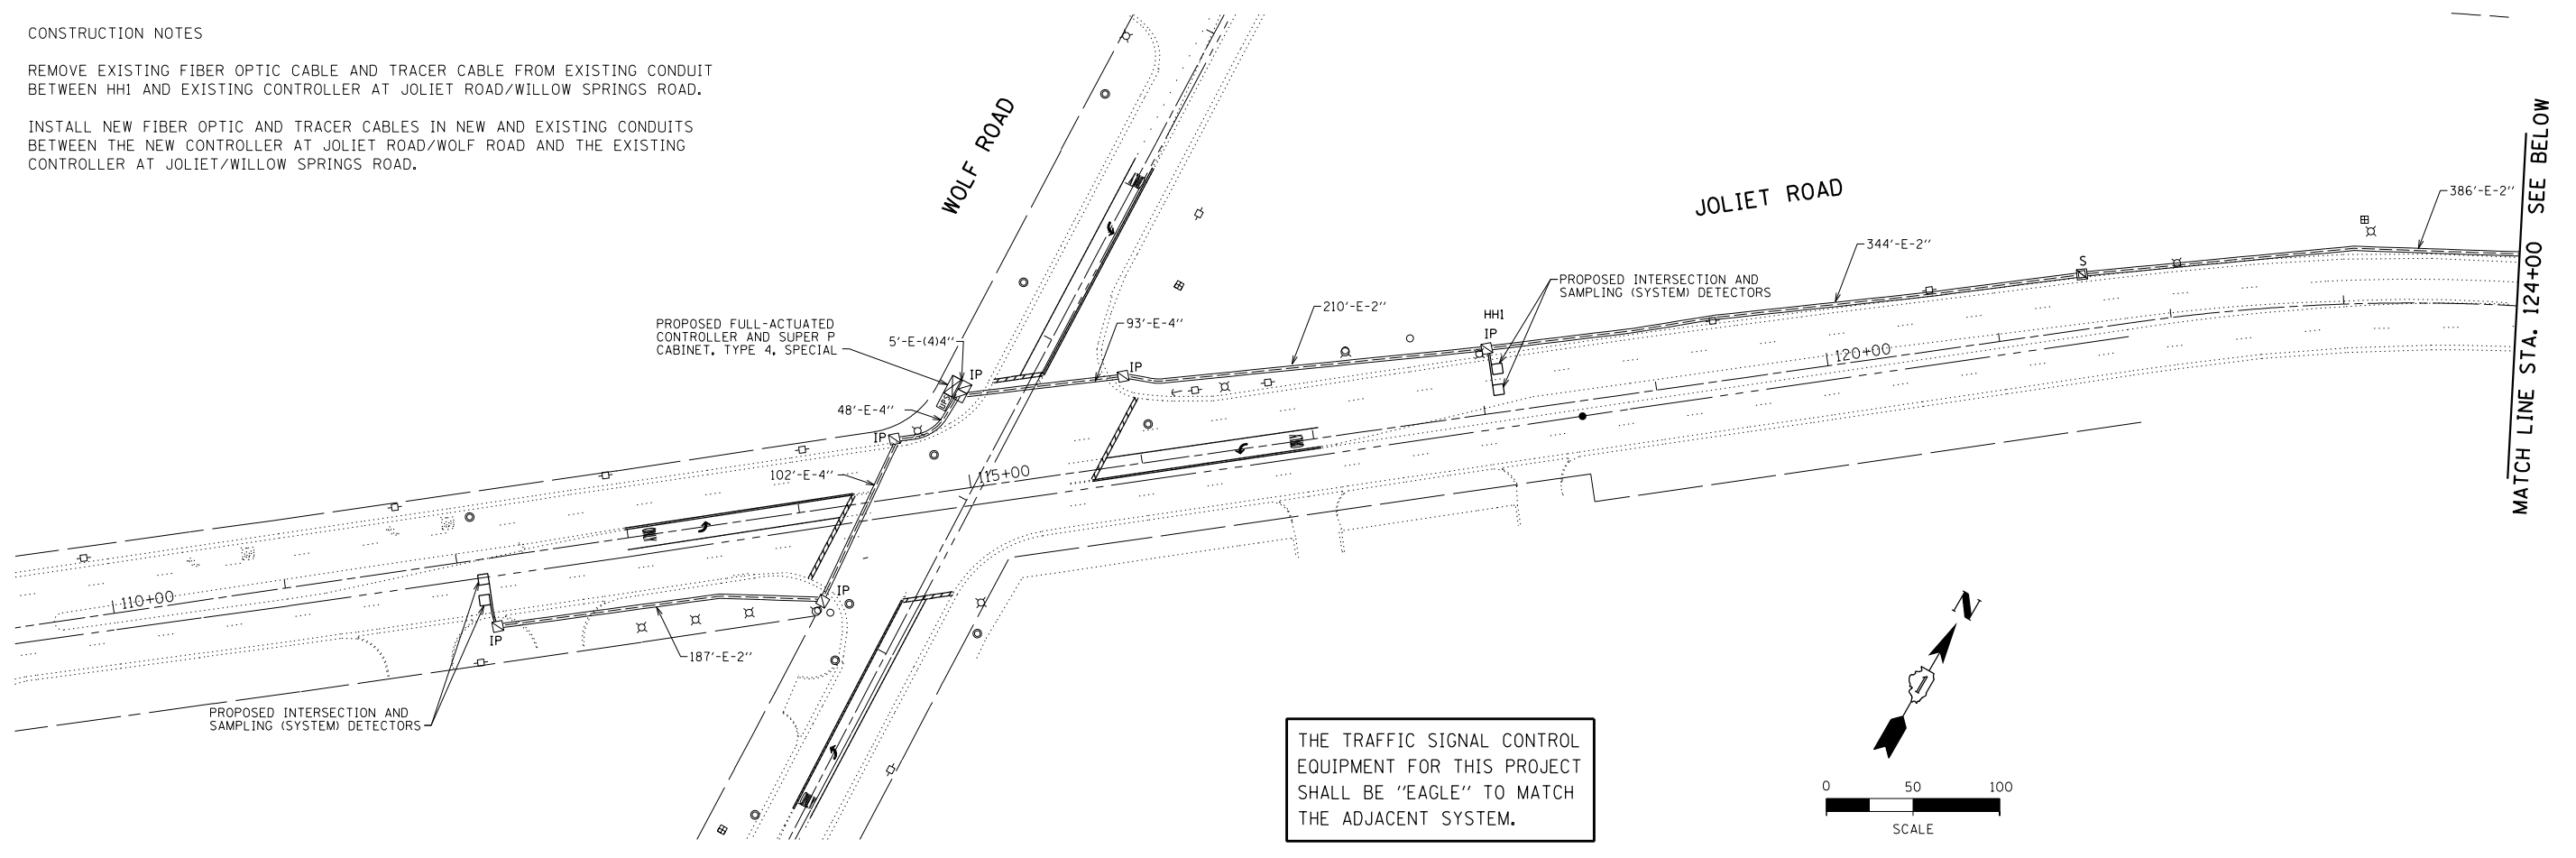 CONSTRUCTION NOTES
REMOVE EXISTING FIBER OPTIC CABLE AND TRACER CABLE FROM EXISTING CONDUIT
BETWEEN HH1 AND EXISTING CONTROLLER AT JOLIET ROAD/WILLOW SPRINGS ROAD.
INSTALL NEW FIBER OPTIC AND TRACER CABLES IN NEW AND EXISTING CONDUITS
BETWEEN THE NEW CONTROLLER AT JOLIET ROAD/WOLF ROAD AND THE EXISTING
CONTROLLER AT JOLIET/WILLOW SPRINGS ROAD.
WOLF ROAD
JOLIET ROAD
386'-E-2''
MATCH LINE STA. 124+00 SEE BELOW
344'-E-2''
S
PROPOSED INTERSECTION AND
SAMPLING (SYSTEM) DETECTORS
210'-E-2''
HH1
IP
93'-E-4''
PROPOSED FULL-ACTUATED
CONTROLLER AND SUPER P
CABINET, TYPE 4, SPECIAL
5'-E-(4)4''
IP
IP
UPS
120+00
48'-E-4''
IP
102'-E-4''
115+00
110+00
IP
IP
187'-E-2''
PROPOSED INTERSECTION AND
SAMPLING (SYSTEM) DETECTORS
N
1
THE TRAFFIC SIGNAL CONTROL
EQUIPMENT FOR THIS PROJECT
SHALL BE "EAGLE" TO MATCH
THE ADJACENT SYSTEM.
0 50 100
SCALE